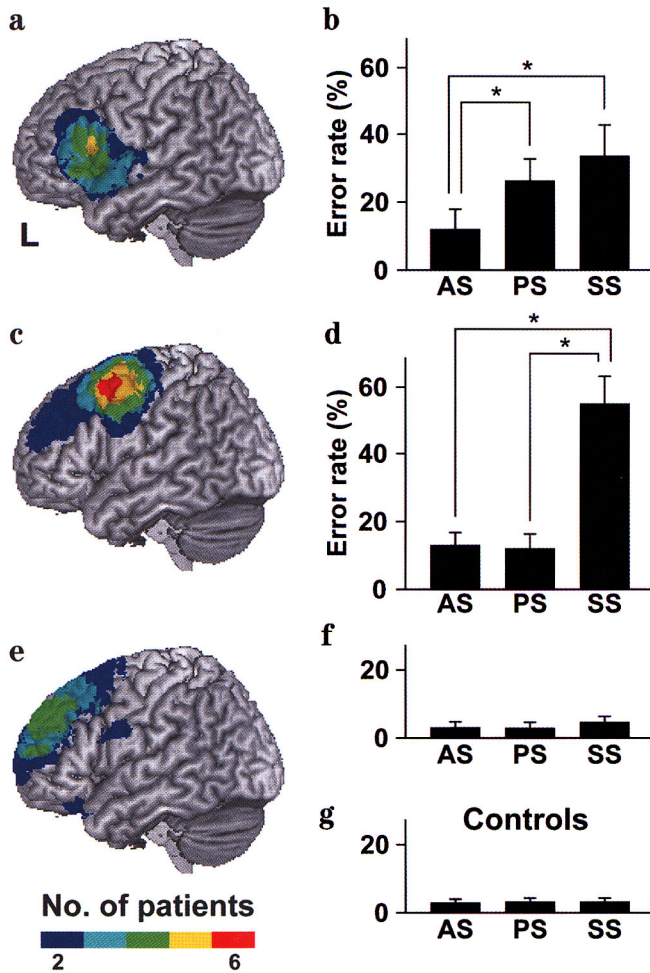 a
L
b
Error rate (%)
60
40
20
0
*
*
AS PS SS
c
d
Error rate (%)
60
40
20
0
*
*
AS PS SS
e
No. of patients
2 6
f
20
0
AS PS SS
g
Controls
20
0
AS PS SS